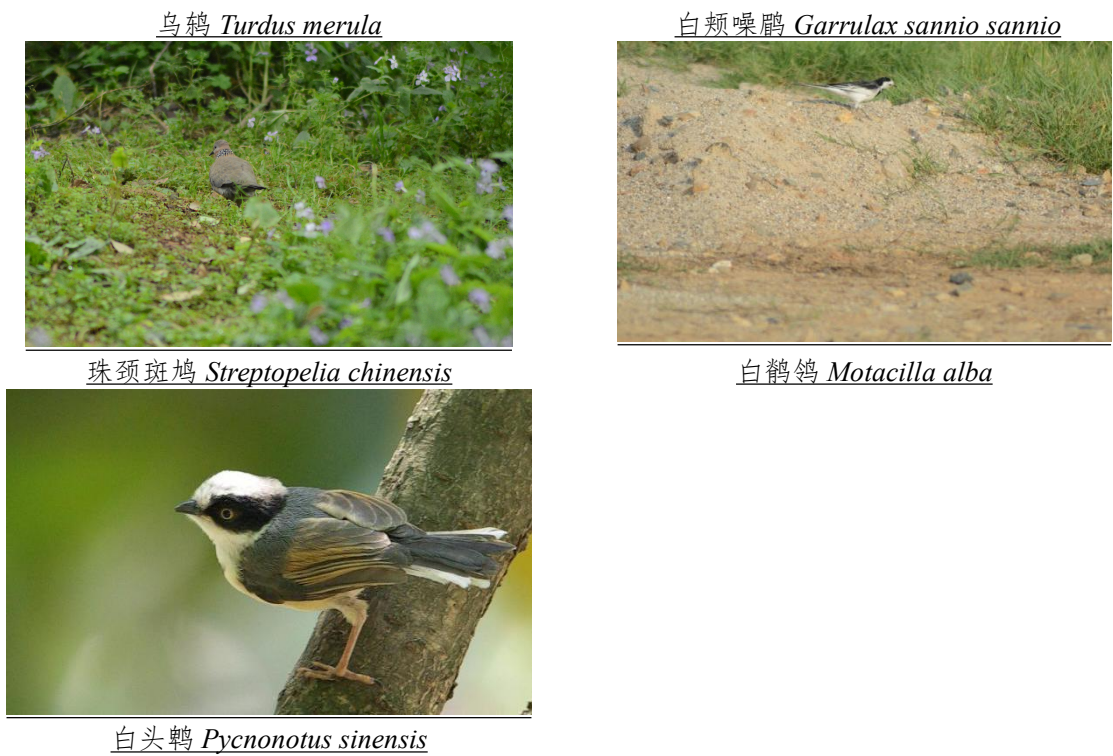 乌鸫 Turdus merula
白颊噪鹛 Garrulax sannio sannio
珠颈斑鸠 Streptopelia chinensis
白鹡鸰 Motacilla alba
白头鹎 Pycnonotus sinensis